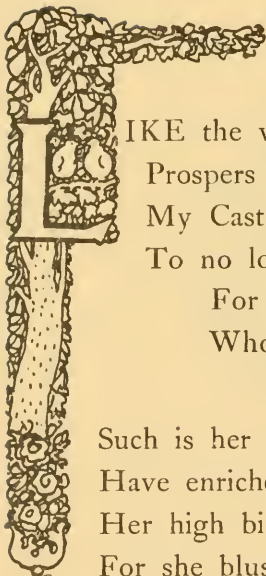 LIKE the v
Prospers
My Cast
To no lo
For
Who
Such is her
Have enriche
Her high bi
For she blus